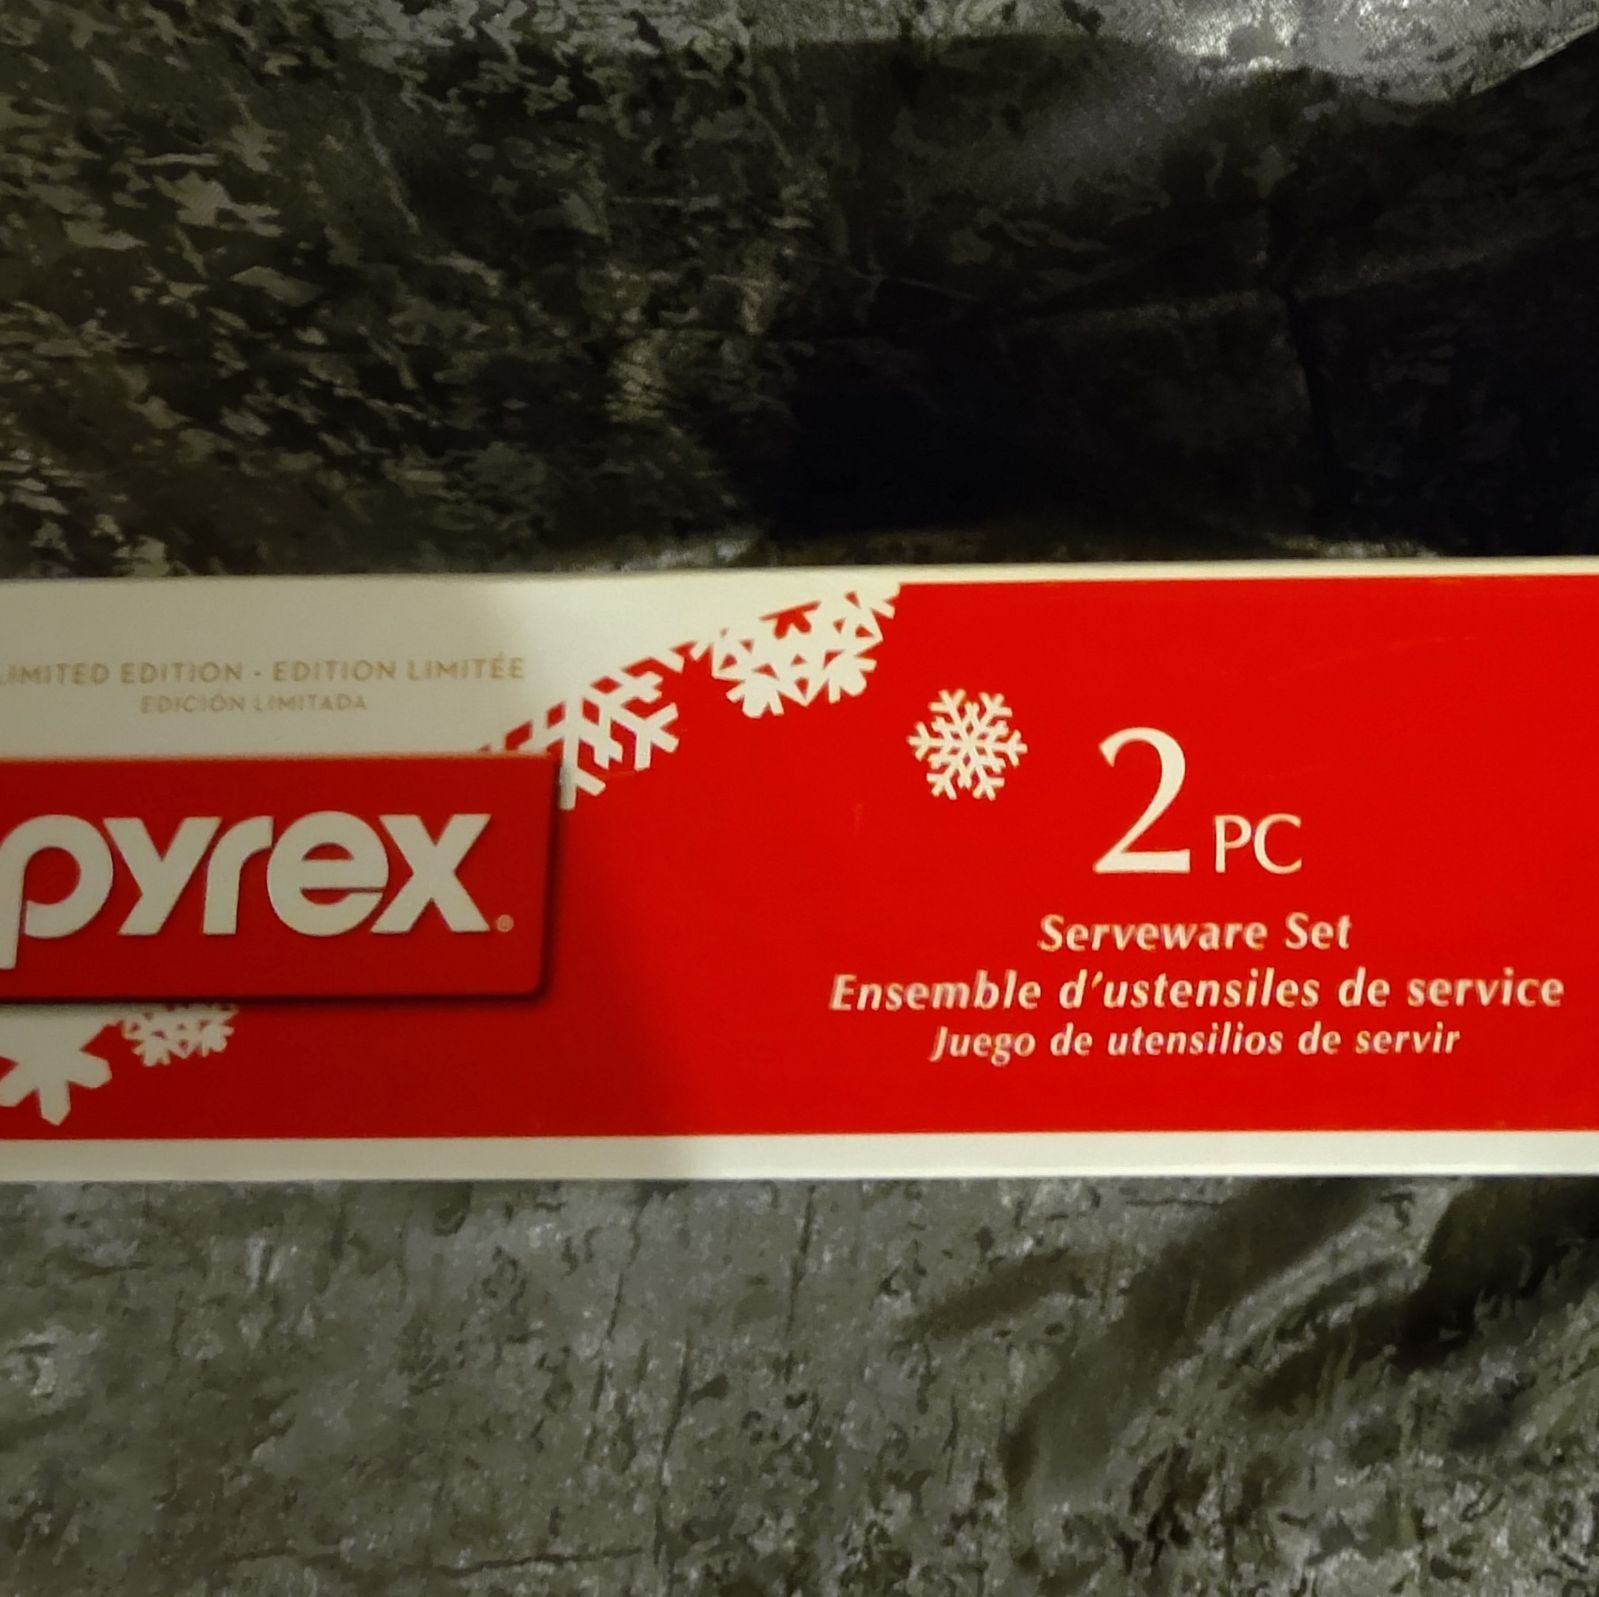 LIMITED EDITION · EDITION LIMITÉE
EDICIÓN LIMITADA
pyrex®
2 PC
Serveware Set
Ensemble d'ustensiles de service
Juego de utensilios de servir